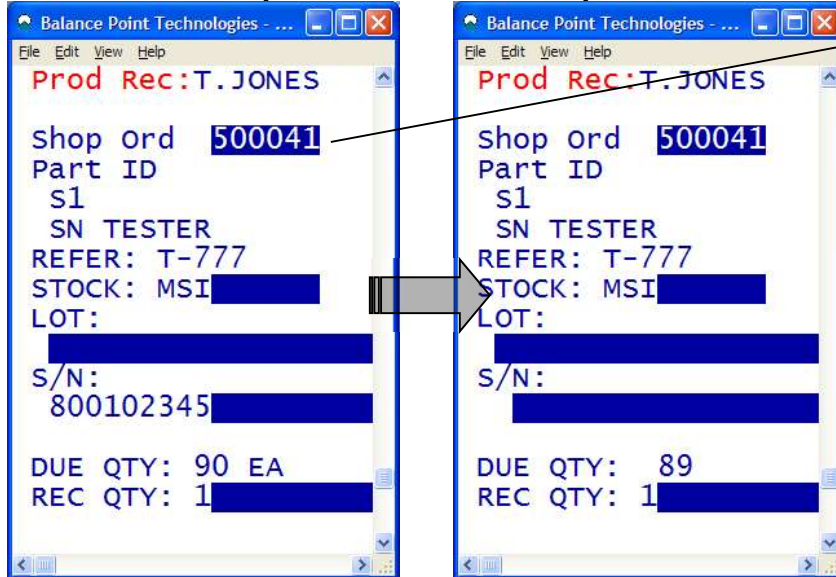 Balance Point Technologies - ...
File Edit View Help
Prod Rec:T.JONES
Shop Ord 500041
Part ID
S1
SN TESTER
REFER: T-777
STOCK: MSI
LOT:
S/N:
800102345
DUE QTY: 90 EA
REC QTY: 1
Balance Point Technologies - ...
File Edit View Help
Prod Rec:T.JONES
Shop Ord 500041
Part ID
S1
SN TESTER
REFER: T-777
STOCK: MSI
LOT:
S/N:
DUE QTY: 89
REC QTY: 1